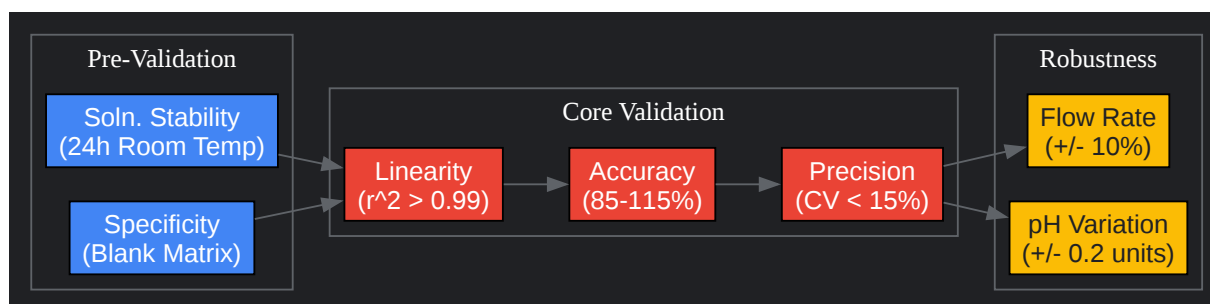 Pre-Validation
Soln. Stability
(24h Room Temp)
Specificity
(Blank Matrix)
Core Validation
Linearity
(r^2 > 0.99)
Accuracy
(85-115%)
Precision
(CV < 15%)
Robustness
Flow Rate
(+/- 10%)
pH Variation
(+/- 0.2 units)